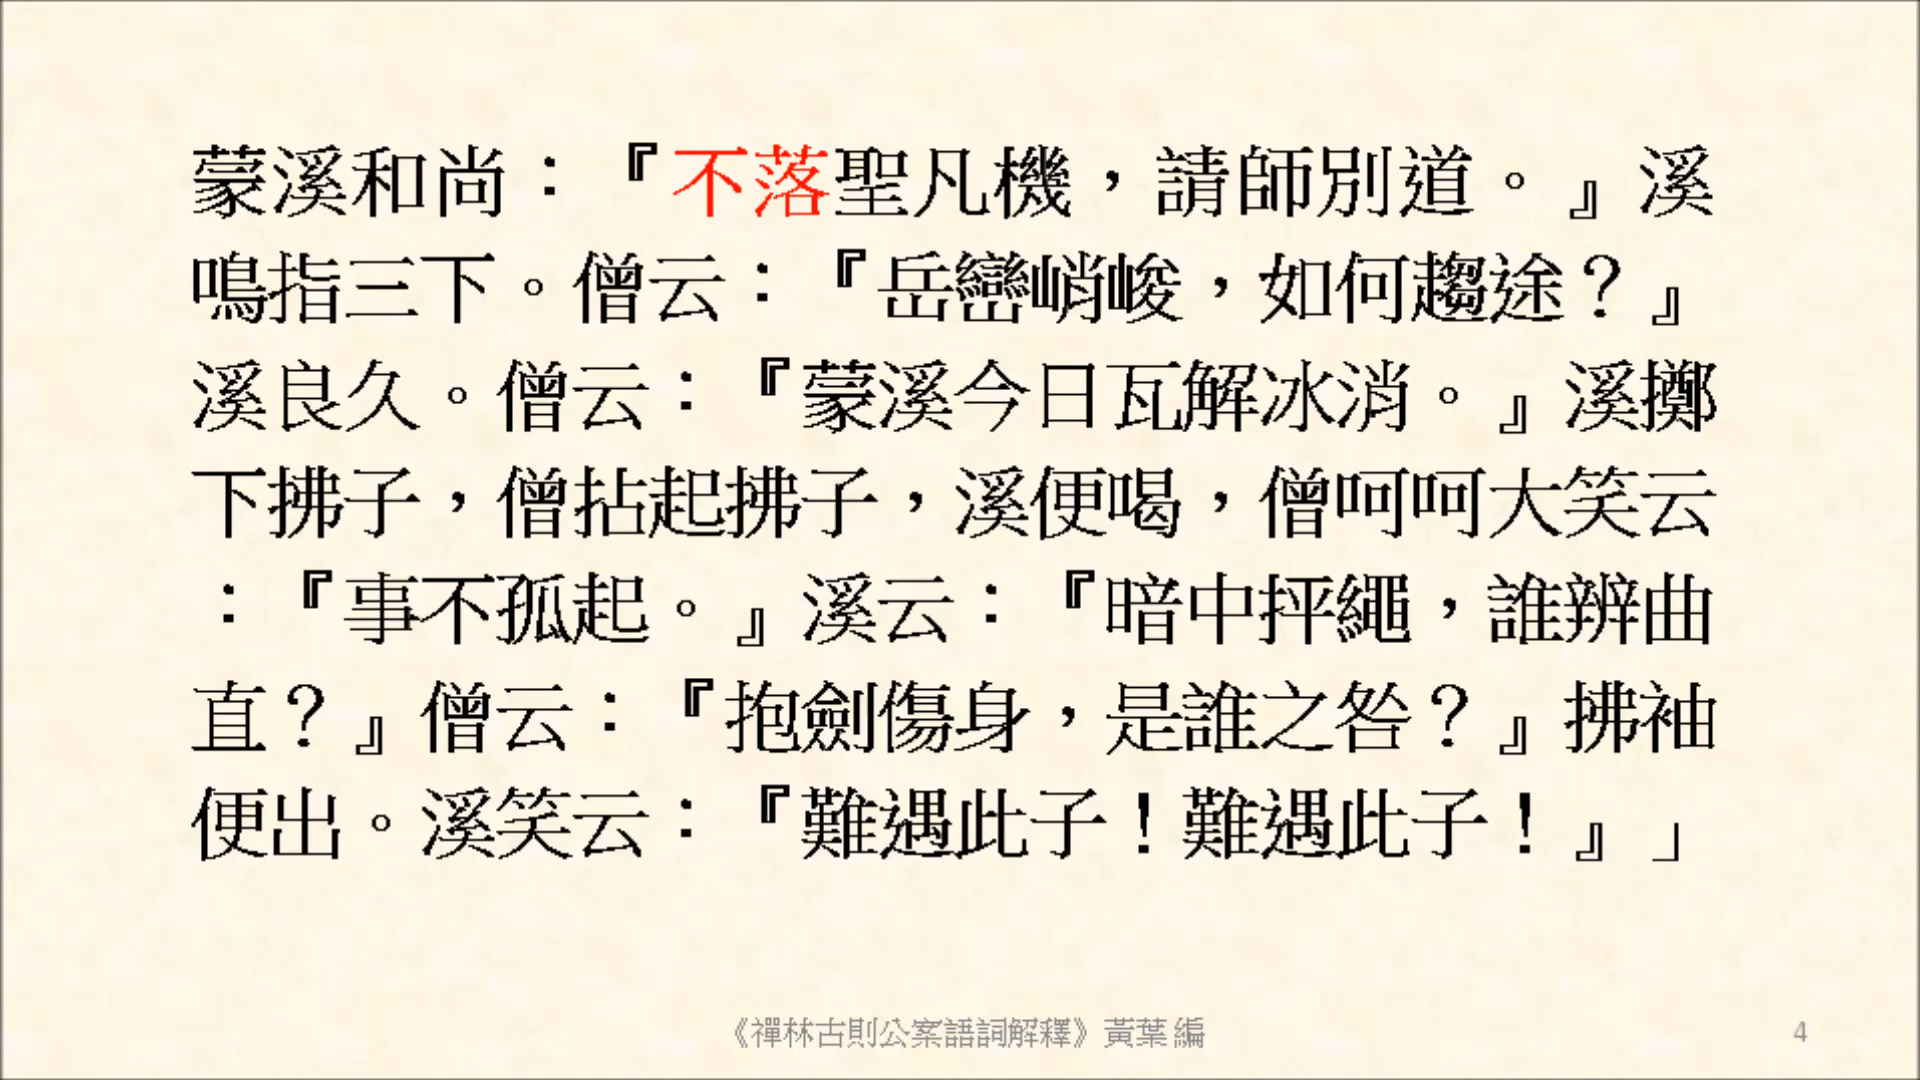 蒙溪和尚：『不落聖凡機，請師別道。』溪
鳴指三下。僧云：『岳巒峭峻，如何趨途？』
溪良久。僧云：『蒙溪今日瓦解冰消。』溪擲
下拂子，僧拈起拂子，溪便喝，僧呵呵大笑云
：『事不孤起。』溪云：『暗中抨繩，誰辨曲
直？』僧云：『抱劍傷身，是誰之咎？』拂袖
便出。溪笑云：『難遇此子！難遇此子！』」
《禪林古則公案語詞解釋》黃葉 編
4